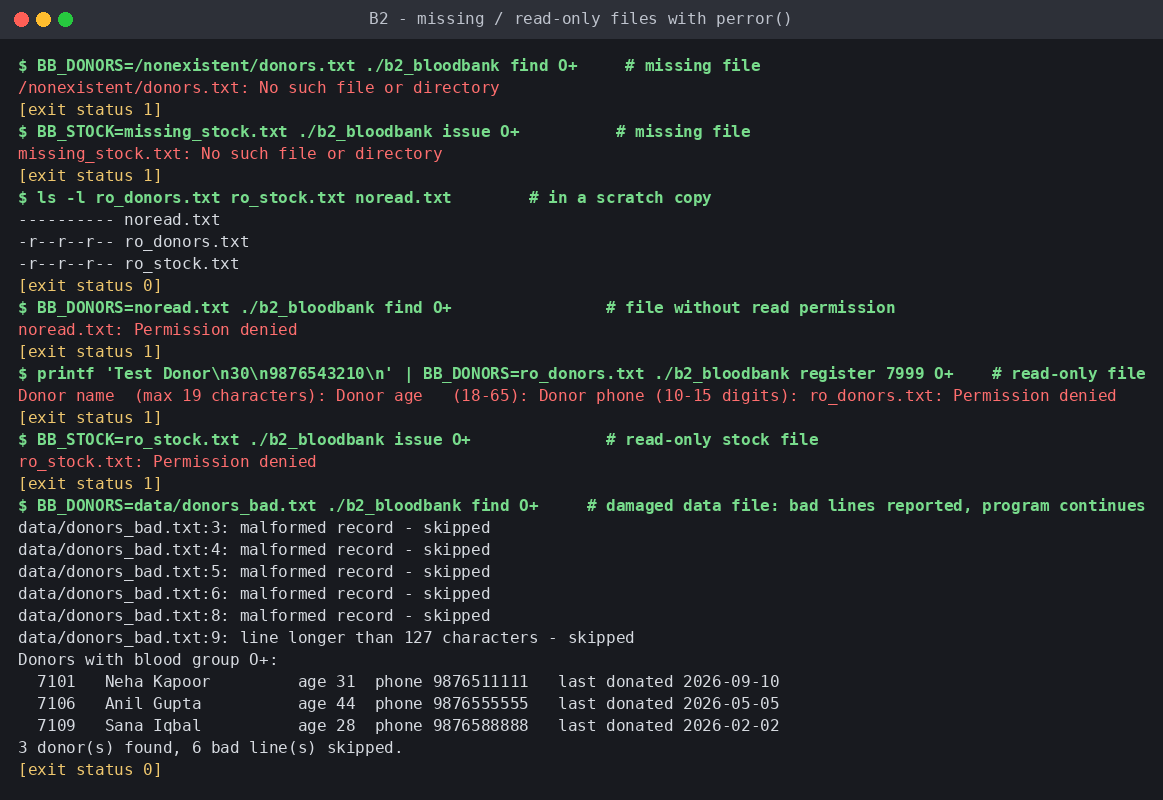 B2 - missing / read-only files with perror()
$ BB_DONORS=/nonexistent/donors.txt ./b2_bloodbank find O+     # missing file
/nonexistent/donors.txt: No such file or directory
[exit status 1]
$ BB_STOCK=missing_stock.txt ./b2_bloodbank issue O+          # missing file
missing_stock.txt: No such file or directory
[exit status 1]
$ ls -l ro_donors.txt ro_stock.txt noread.txt        # in a scratch copy
---------- noread.txt
-r--r--r-- ro_donors.txt
-r--r--r-- ro_stock.txt
[exit status 0]
$ BB_DONORS=noread.txt ./b2_bloodbank find O+                # file without read permission
noread.txt: Permission denied
[exit status 1]
$ printf 'Test Donor\n30\n9876543210\n' | BB_DONORS=ro_donors.txt ./b2_bloodbank register 7999 O+    # read-only file
Donor name  (max 19 characters): Donor age   (18-65): Donor phone (10-15 digits): ro_donors.txt: Permission denied
[exit status 1]
$ BB_STOCK=ro_stock.txt ./b2_bloodbank issue O+              # read-only stock file
ro_stock.txt: Permission denied
[exit status 1]
$ BB_DONORS=data/donors_bad.txt ./b2_bloodbank find O+     # damaged data file: bad lines reported, program continues
data/donors_bad.txt:3: malformed record - skipped
data/donors_bad.txt:4: malformed record - skipped
data/donors_bad.txt:5: malformed record - skipped
data/donors_bad.txt:6: malformed record - skipped
data/donors_bad.txt:8: malformed record - skipped
data/donors_bad.txt:9: line longer than 127 characters - skipped
Donors with blood group O+:
  7101   Neha Kapoor         age 31  phone 9876511111   last donated 2026-09-10
  7106   Anil Gupta          age 44  phone 9876555555   last donated 2026-05-05
  7109   Sana Iqbal          age 28  phone 9876588888   last donated 2026-02-02
3 donor(s) found, 6 bad line(s) skipped.
[exit status 0]